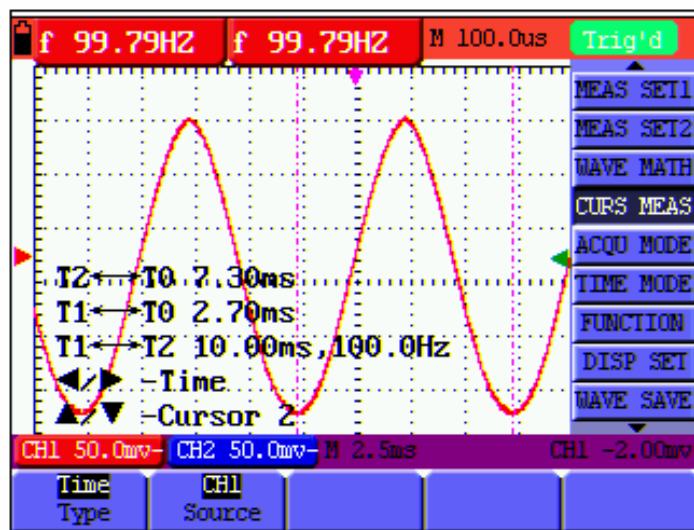 f 99.79HZ f 99.79HZ M 100.0us Trig'd
MEAS SET1
MEAS SET2
WAVE MATH
CURS MEAS
ACQU MODE
TIME MODE
FUNCTION
DISP SET
WAVE SAVE
T2←→T0 7.30ms
T1←→T0 2.70ms
T1←→T2 10.00ms,100.0Hz
◀/▶ -Time
▲/▼ -Cursor 2
CH1 50.0mv- CH2 50.0mv- M 2.5ms CH1 -2.00mv
Time CH1
Type Source